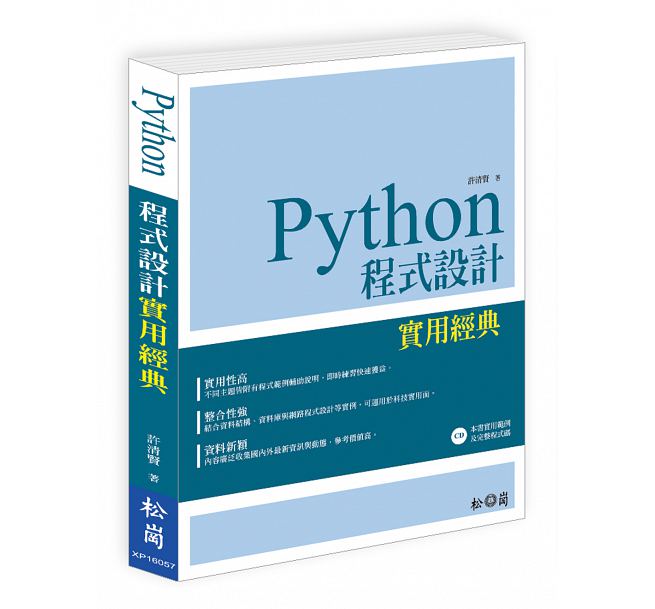 Python
程式設計實用經典
許清賢 著
松崗
XP16057
許清賢 著
Python
程式設計
實用經典
實用性高
不同主題皆附有程式範例輔助說明，即時練習快速獲益。
整合性強
結合資料結構、資料庫與網路程式設計等實例，可運用於科技實用面。
資料新穎
內容廣泛收集國內外最新資訊與動態，參考價值高。
CD
本書實用範例
及完整程式碼
松崗